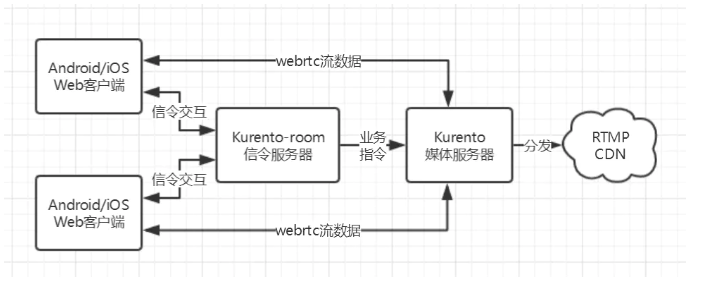 webrtc流数据
Android/iOS
Web客户端
信令交互
Kurento-room
信令服务器
业务
指令
Kurento
媒体服务器
分发
RTMP
CDN
信令交互
Android/iOS
Web客户端
webrtc流数据